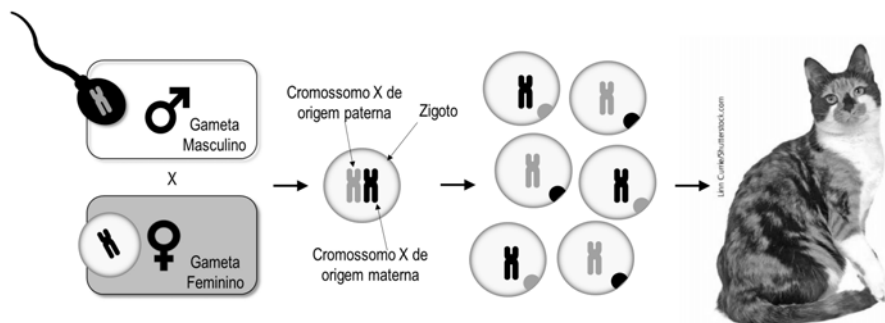 Gameta
Masculino
X
Gameta
Feminino
Cromossomo X de
origem paterna
Zigoto
Cromossomo X de
origem materna
Linn Currie/Shutterstock.com